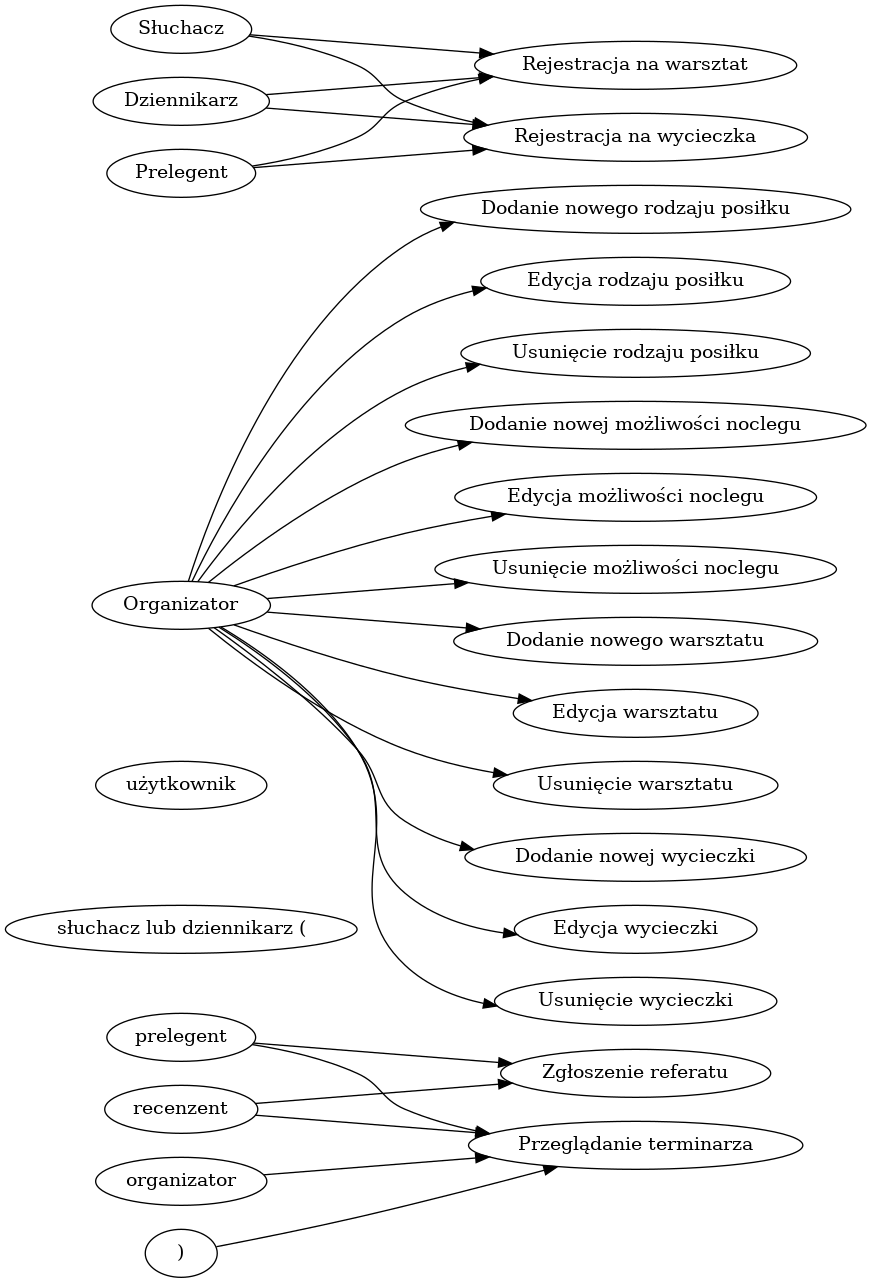 Słuchacz
Rejestracja na warsztat
Dziennikarz
Rejestracja na wycieczka
Prelegent
Dodanie nowego rodzaju posiłku
Edycja rodzaju posiłku
Usunięcie rodzaju posiłku
Dodanie nowej możliwości noclegu
Edycja możliwości noclegu
Usunięcie możliwości noclegu
Organizator
Dodanie nowego warsztatu
Edycja warsztatu
użytkownik
Usunięcie warsztatu
Dodanie nowej wycieczki
słuchacz lub dziennikarz (
Edycja wycieczki
Usunięcie wycieczki
prelegent
Zgłoszenie referatu
recenzent
Przeglądanie terminarza
organizator
)